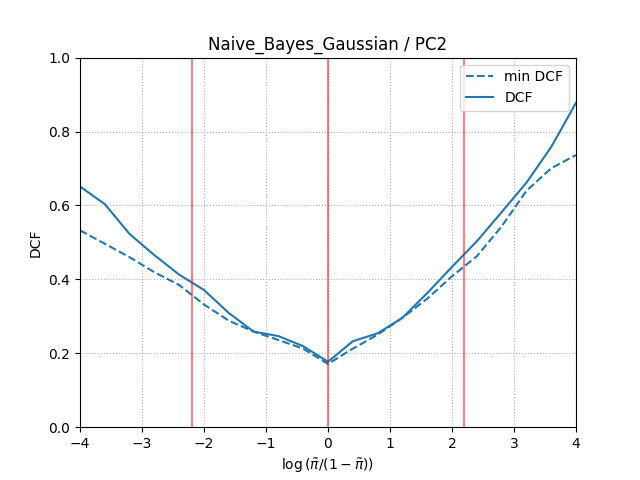 Naive_Bayes_Gaussian / PC2
min DCF
DCF
DCF
1.0
0.8
0.6
0.4
0.2
0.0
−4 −3 −2 −1 0 1 2 3 4
log (π̃/(1 − π̃))